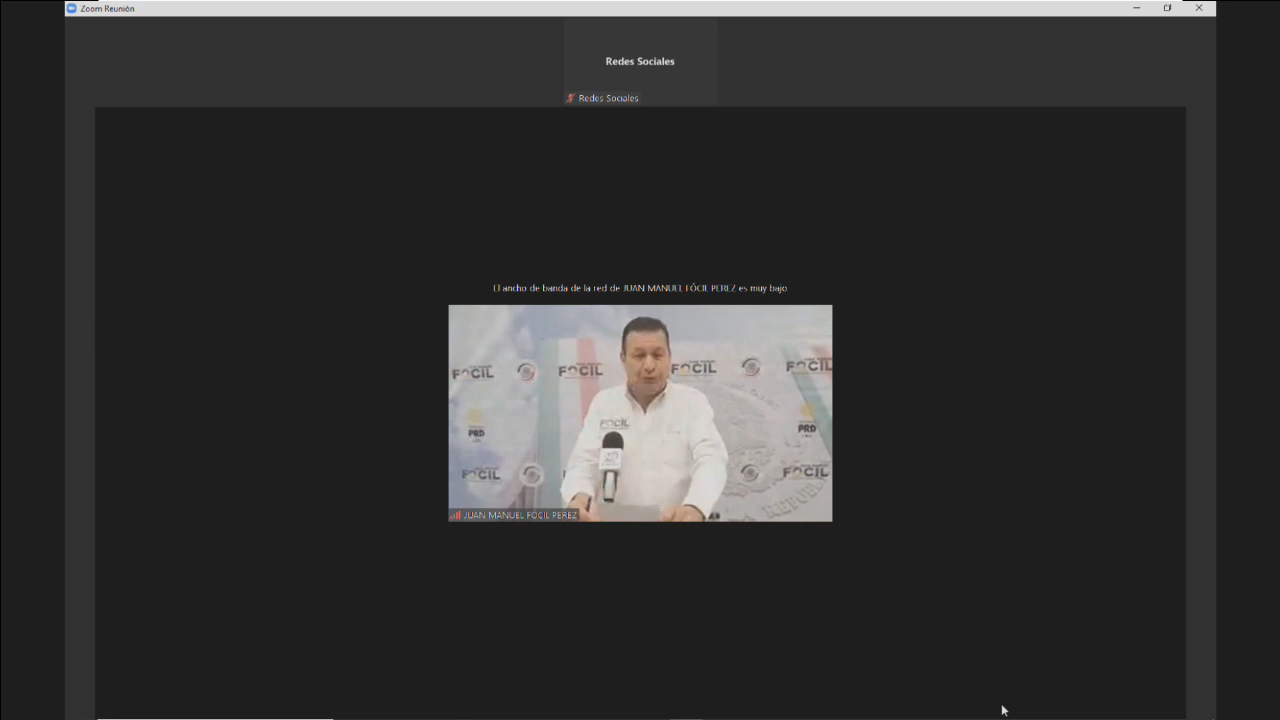 Zoom Reunión
Redes Sociales
Redes Sociales
El ancho de banda de la red de JUAN MANUEL FÓCIL PEREZ es muy bajo
FOCIL
FOCIL
FOCIL
FOCIL
FOCIL
PRD
PRD
FOCIL
FOCIL
JUAN MANUEL FÓCIL PEREZ